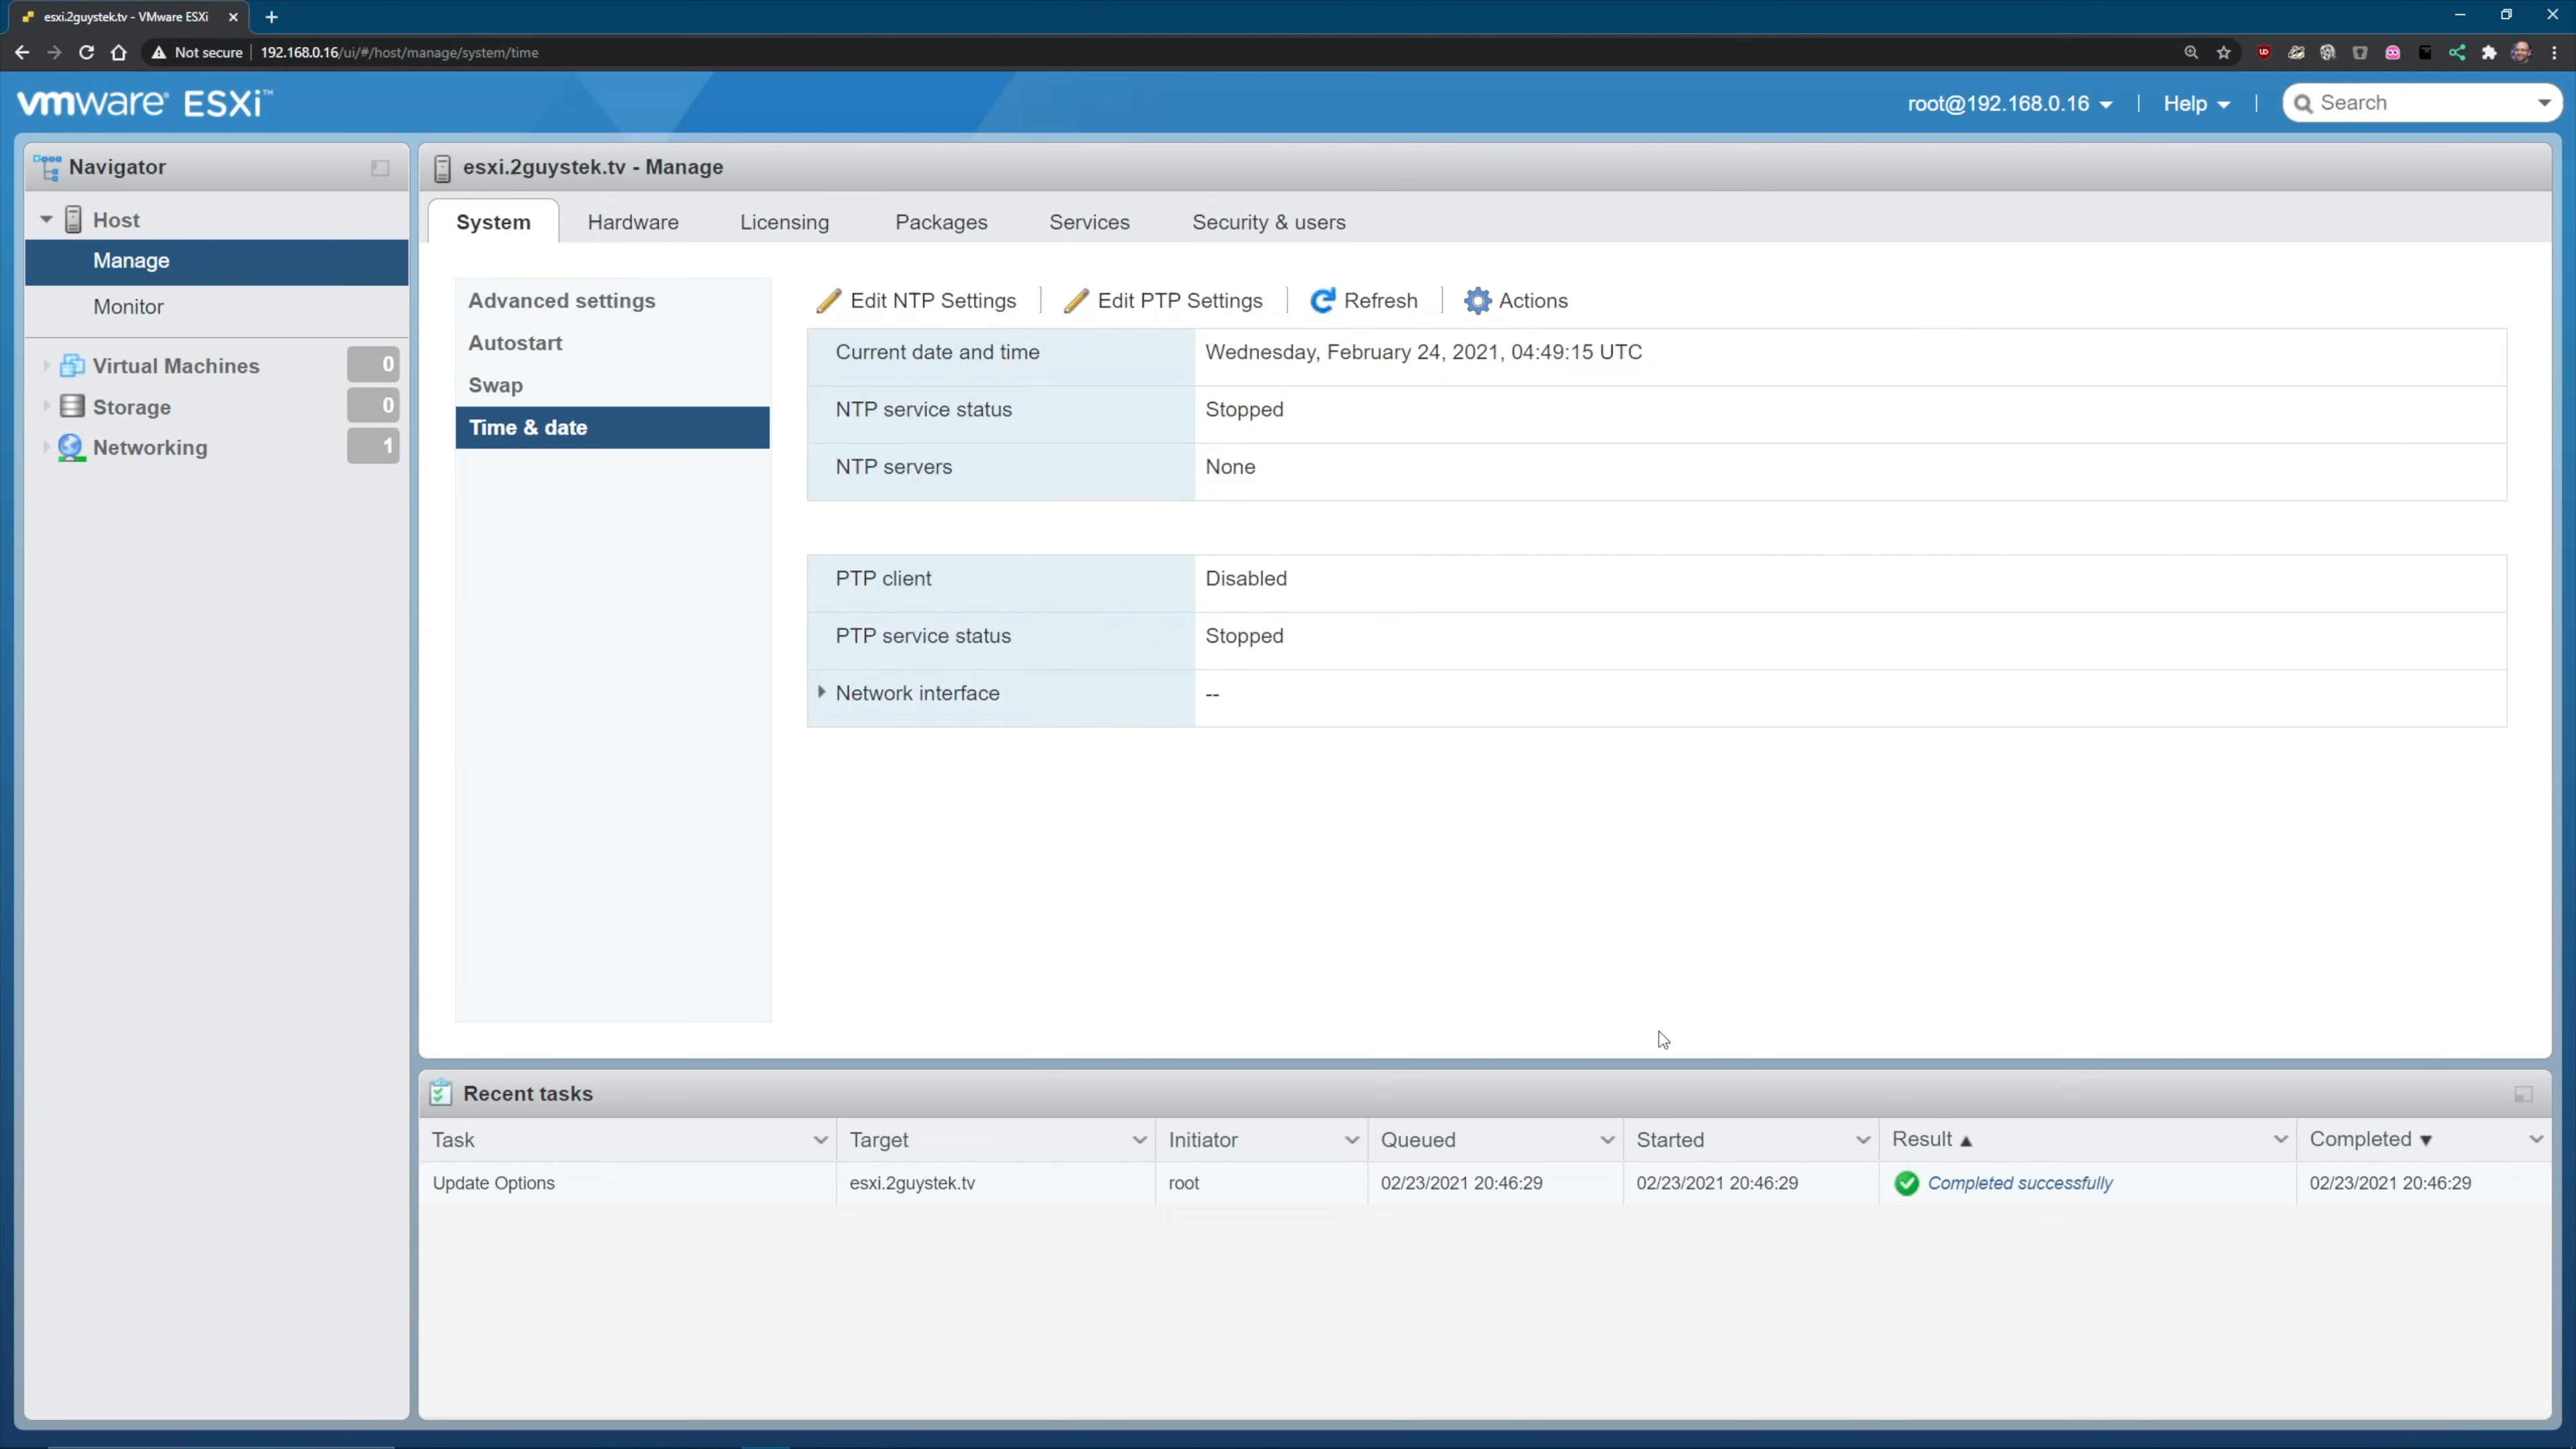 esxi.2guystek.tv - VMware ESXi
Not secure 192.168.0.16/ui/#/host/manage/system/time
vmware® ESXi™
root@192.168.0.16
Help
Search
Navigator
Host
Manage
Monitor
Virtual Machines 0
Storage 0
Networking 1
esxi.2guystek.tv - Manage
System Hardware Licensing Packages Services Security & users
Advanced settings
Autostart
Swap
Time & date
Edit NTP Settings Edit PTP Settings Refresh Actions
Current date and time Wednesday, February 24, 2021, 04:49:15 UTC
NTP service status Stopped
NTP servers None
PTP client Disabled
PTP service status Stopped
Network interface --
Recent tasks
Task Target Initiator Queued Started Result Completed
Update Options esxi.2guystek.tv root 02/23/2021 20:46:29 02/23/2021 20:46:29 Completed successfully 02/23/2021 20:46:29